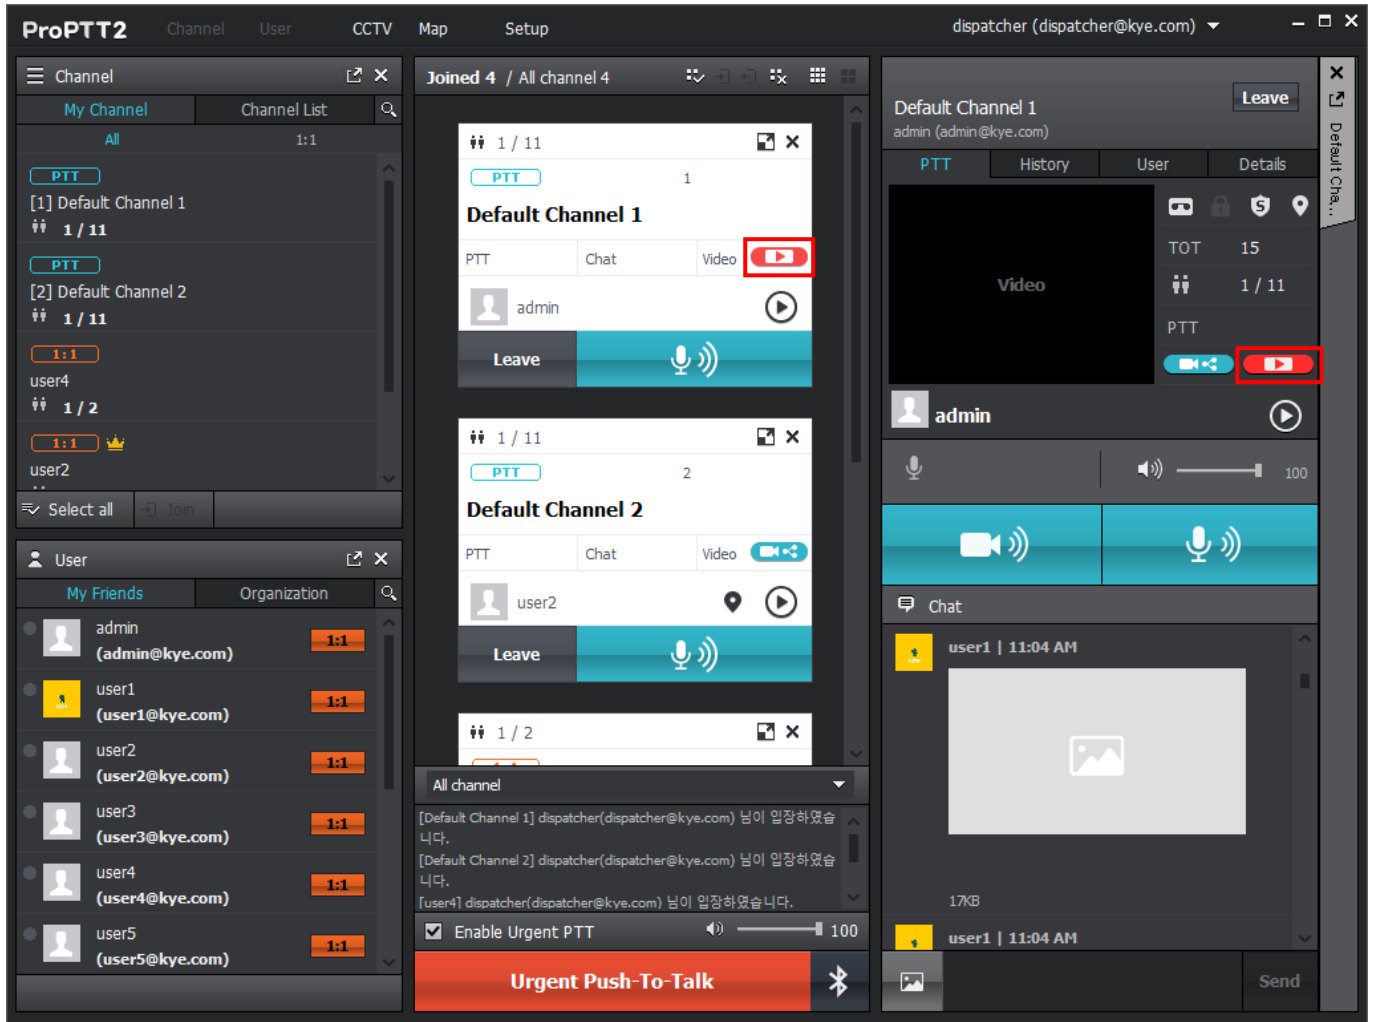 ProPTT2
Channel
User
CCTV
Map
Setup
dispatcher (dispatcher@kye.com)
Channel
My Channel
Channel List
All
1:1
PTT
[1] Default Channel 1
1 / 11
PTT
[2] Default Channel 2
1 / 11
1:1
user4
1 / 2
1:1
user2
Select all
Join
User
My Friends
Organization
admin
(admin@kye.com)
1:1
user1
(user1@kye.com)
1:1
user2
(user2@kye.com)
1:1
user3
(user3@kye.com)
1:1
user4
(user4@kye.com)
1:1
user5
(user5@kye.com)
1:1
Joined 4 / All channel 4
1 / 11
PTT
1
Default Channel 1
PTT
Chat
Video
admin
Leave
1 / 11
PTT
2
Default Channel 2
PTT
Chat
Video
user2
Leave
1 / 2
All channel
[Default Channel 1] dispatcher(dispatcher@kye.com) 님이 입장하였습
니다.
[Default Channel 2] dispatcher(dispatcher@kye.com) 님이 입장하였습
니다.
[user4] dispatcher(dispatcher@kye.com) 님이 입장하였습니다.
Enable Urgent PTT
100
Urgent Push-To-Talk
Default Channel 1
admin (admin@kye.com)
Leave
PTT
History
User
Details
Video
TOT
15
1 / 11
PTT
admin
100
Chat
user1 | 11:04 AM
17KB
user1 | 11:04 AM
Send
Default Cha...